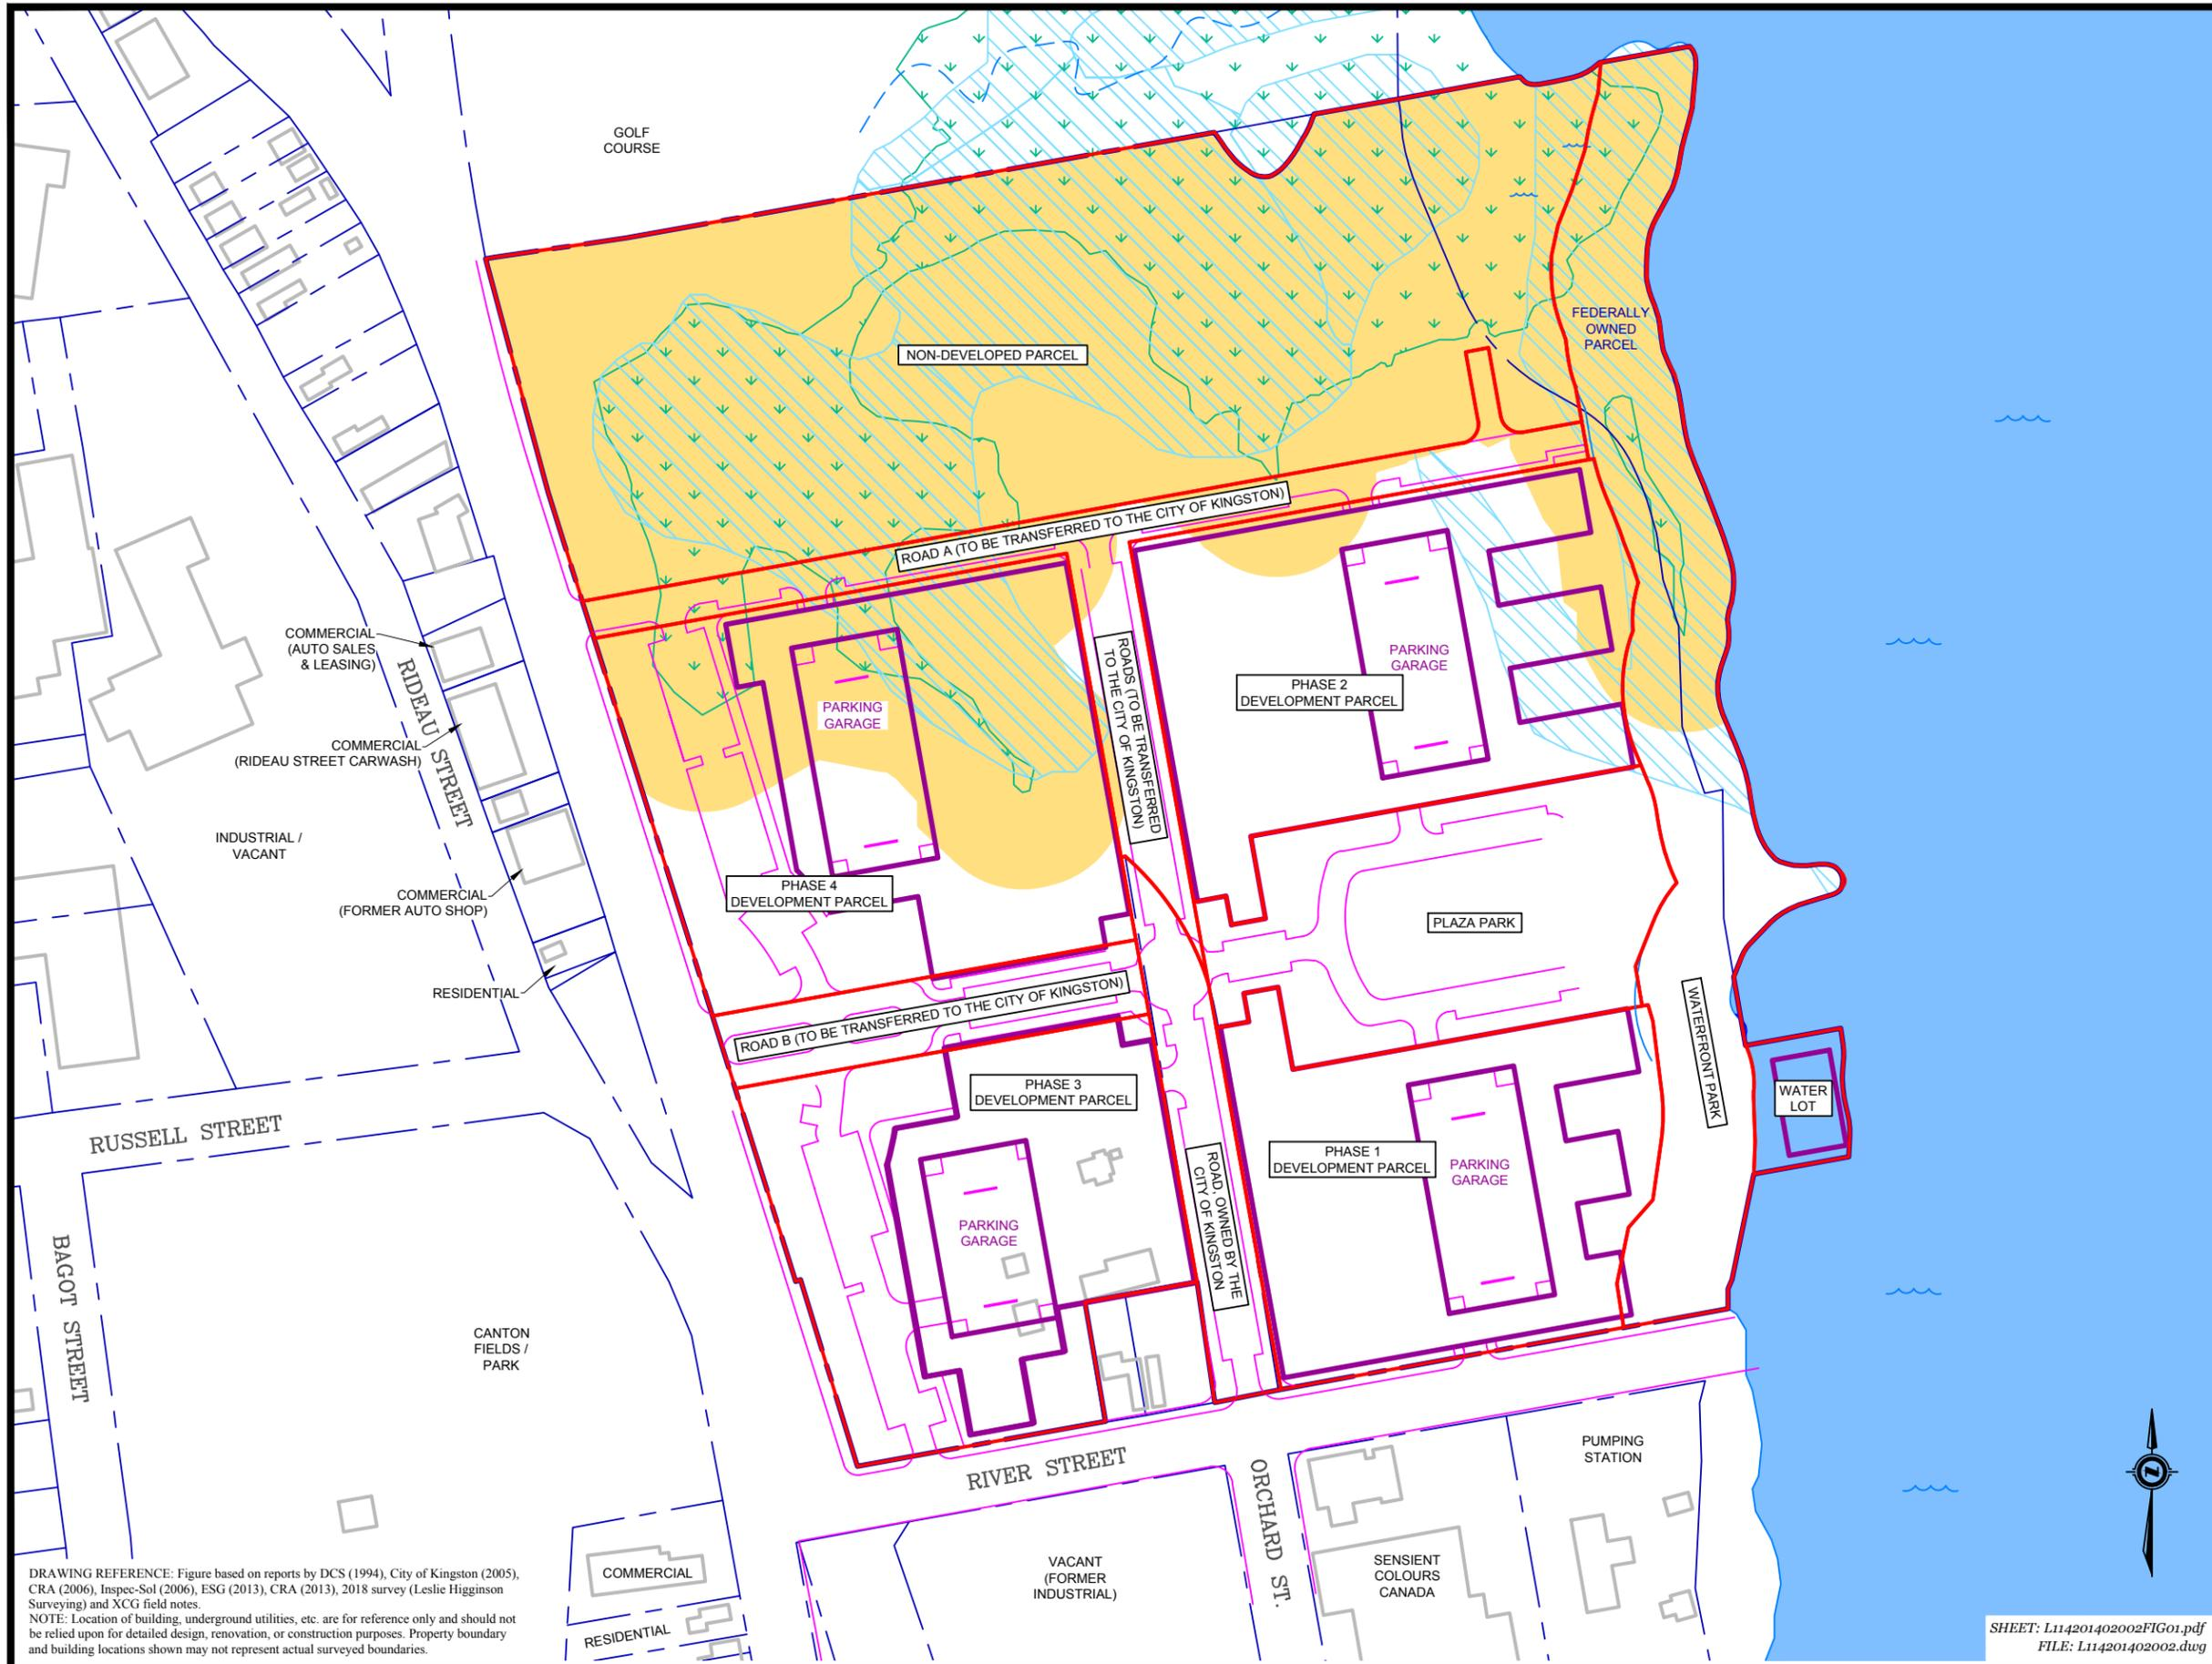 GOLF
COURSE
FEDERALLY
OWNED
PARCEL
NON-DEVELOPED PARCEL
ROAD A (TO BE TRANSFERRED TO THE CITY OF KINGSTON)
COMMERCIAL
(AUTO SALES
& LEASING)
RIDEAU STREET
COMMERCIAL
(RIDEAU STREET CARWASH)
INDUSTRIAL /
VACANT
COMMERCIAL
(FORMER AUTO SHOP)
RESIDENTIAL
PARKING
GARAGE
ROADS (TO BE TRANSFERRED
TO THE CITY OF KINGSTON)
PHASE 2
DEVELOPMENT PARCEL
PARKING
GARAGE
PHASE 4
DEVELOPMENT PARCEL
PLAZA PARK
ROAD B (TO BE TRANSFERRED TO THE CITY OF KINGSTON)
WATERFRONT PARK
WATER
LOT
PHASE 3
DEVELOPMENT PARCEL
PARKING
GARAGE
ROAD, OWNED BY THE
CITY OF KINGSTON
PHASE 1
DEVELOPMENT PARCEL
PARKING
GARAGE
RUSSELL STREET
BAGOT STREET
CANTON
FIELDS /
PARK
RIVER STREET
ORCHARD ST.
PUMPING
STATION
COMMERCIAL
RESIDENTIAL
VACANT
(FORMER
INDUSTRIAL)
SENSIENT
COLOURS
CANADA
DRAWING REFERENCE: Figure based on reports by DCS (1994), City of Kingston (2005),
CRA (2006), Inspec-Sol (2006), ESG (2013), CRA (2013), 2018 survey (Leslie Higginson
Surveying) and XCG field notes.
NOTE: Location of building, underground utilities, etc. are for reference only and should not
be relied upon for detailed design, renovation, or construction purposes. Property boundary
and building locations shown may not represent actual surveyed boundaries.
Z
SHEET: L114201402002FIG01.pdf
FILE: L114201402002.dwg